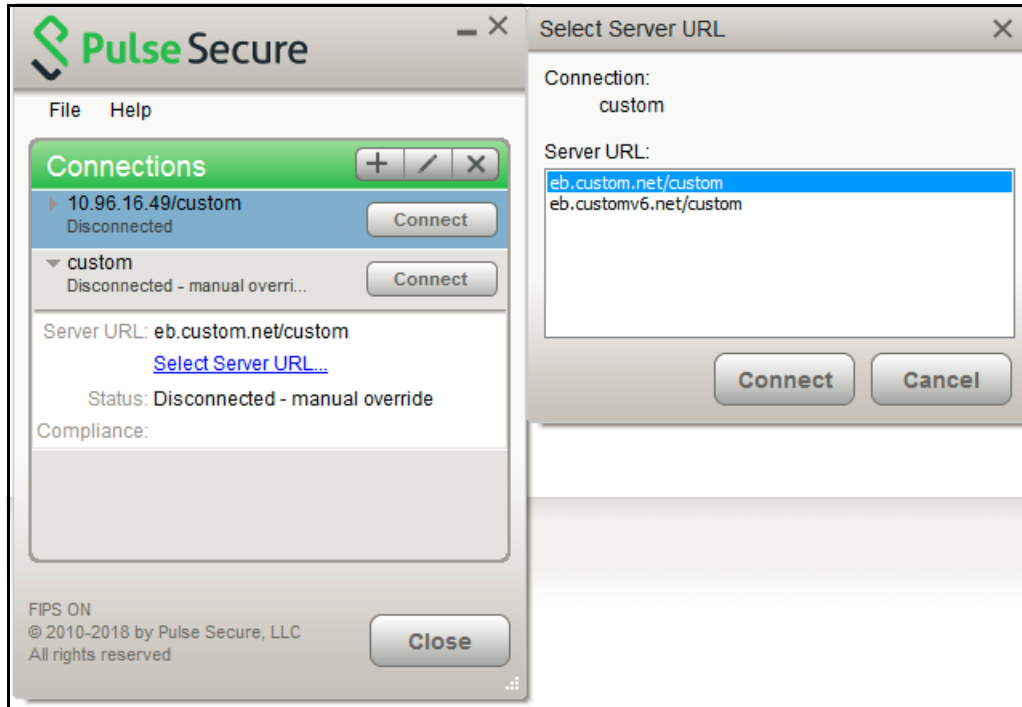 Pulse Secure
File Help
Connections
10.96.16.49/custom
Disconnected
Connect
custom
Disconnected - manual overri...
Connect
Server URL: eb.custom.net/custom
Select Server URL...
Status: Disconnected - manual override
Compliance:
FIPS ON
© 2010-2018 by Pulse Secure, LLC
All rights reserved
Close
Select Server URL
Connection:
custom
Server URL:
eb.custom.net/custom
eb.customv6.net/custom
Connect Cancel